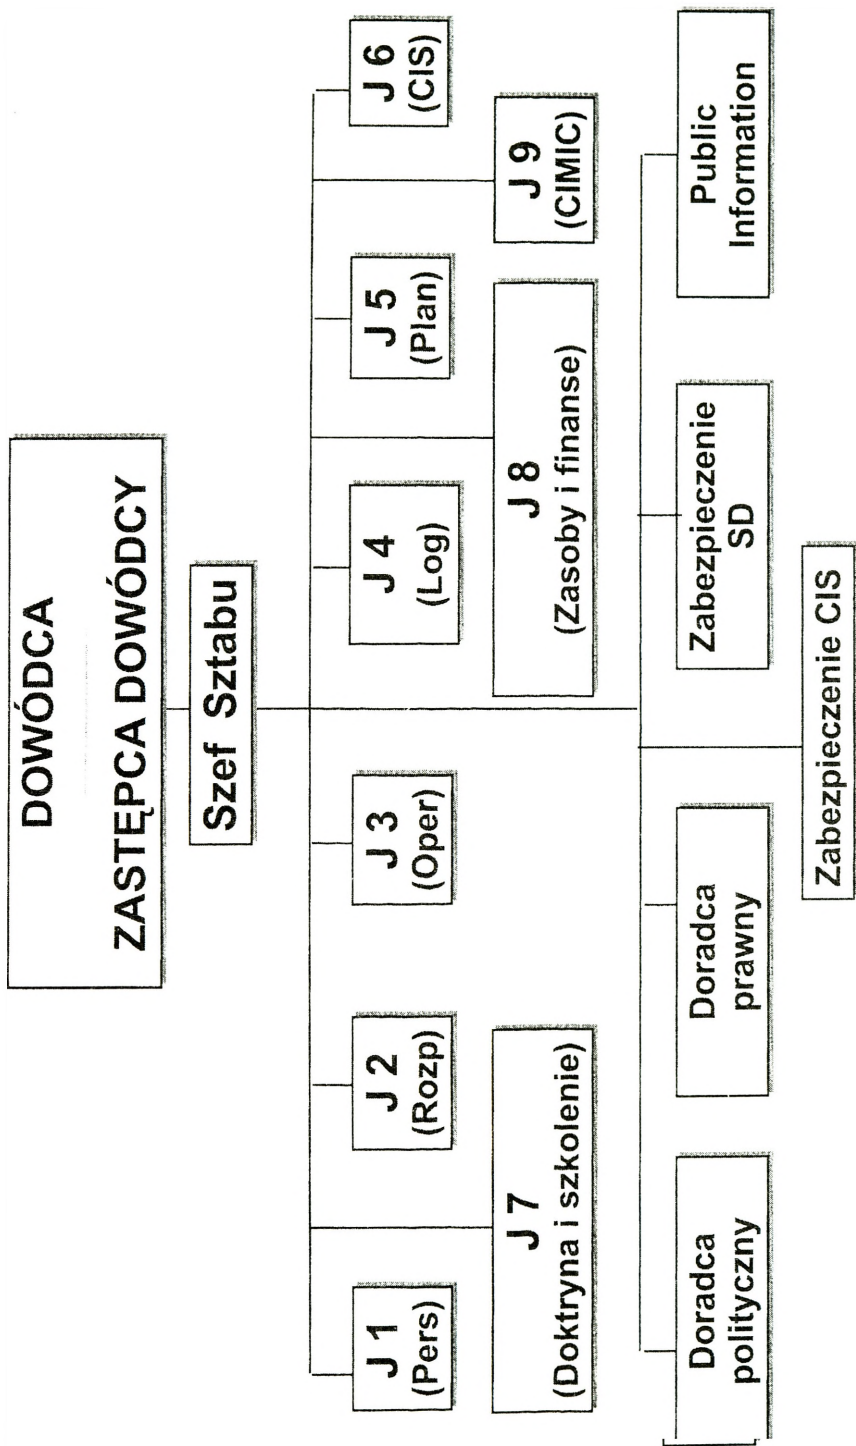 DOWÓDCA
ZASTĘPCA DOWÓDCY
Szef Sztabu
J 1
(Pers)
J 2
(Rozp)
J 3
(Oper)
J 4
(Log)
J 5
(Plan)
J 6
(CIS)
J 7
(Doktryna i szkolenie)
J 8
(Zasoby i finanse)
J 9
(CIMIC)
Doradca
polityczny
Doradca
prawny
Zabezpieczenie
SD
Public
Information
Zabezpieczenie CIS